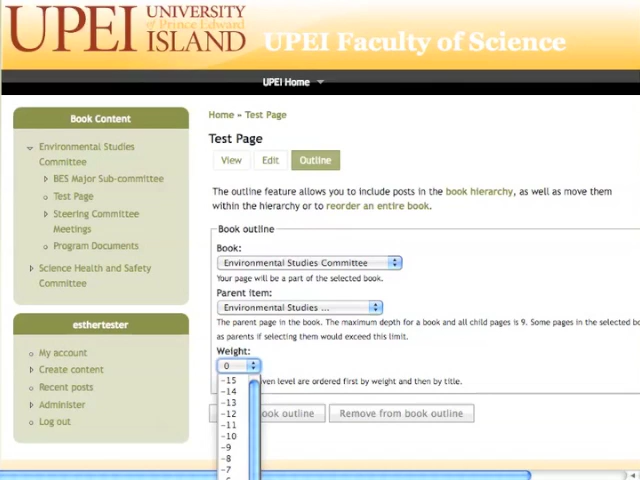 UPEI UNIVERSITY
of Prince Edward
ISLAND
UPEI Faculty of Science
UPEI Home
Book Content
Environmental Studies
Committee
BES Major Sub-committee
Test Page
Steering Committee
Meetings
Program Documents
Science Health and Safety
Committee
esthertester
My account
Create content
Recent posts
Administer
Log out
Home » Test Page
Test Page
View Edit Outline
The outline feature allows you to include posts in the book hierarchy, as well as move them
within the hierarchy or to reorder an entire book.
Book outline
Book:
Environmental Studies Committee
Your page will be a part of the selected book.
Parent item:
Environmental Studies ...
The parent page in the book. The maximum depth for a book and all child pages is 9. Some pages in the selected
as parents if selecting them would exceed this limit.
Weight:
0
-15
-14
-13
-12
-11
-10
-9
-8
-7
level are ordered first by weight and then by title.
book outline Remove from book outline